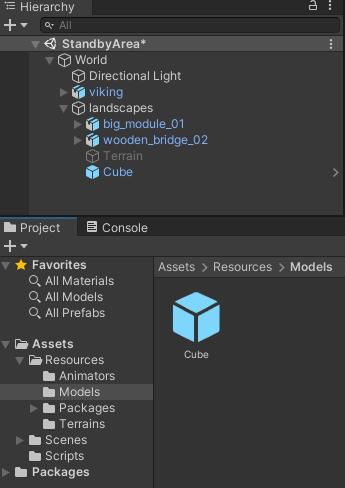 Hierarchy
All
StandbyArea*
World
Directional Light
viking
landscapes
big_module_01
wooden_bridge_02
Terrain
Cube
Project Console
Favorites
All Materials
All Models
All Prefabs
Assets
Resources
Animators
Models
Packages
Terrains
Scenes
Scripts
Packages
Assets > Resources > Models
Cube